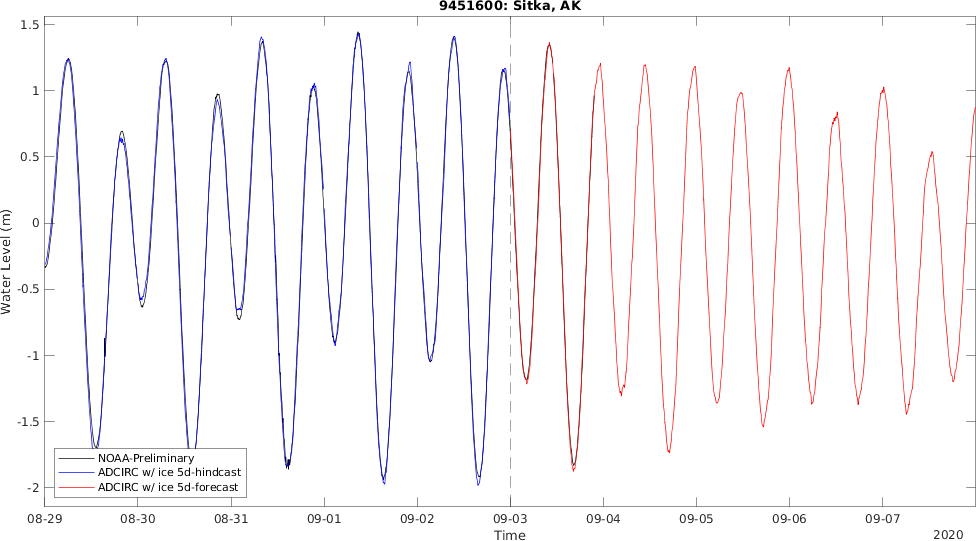 9451600: Sitka, AK
Water Level (m)
1.5
1
0.5
0
-0.5
-1
-1.5
-2
NOAA-Preliminary
ADCIRC w/ ice 5d-hindcast
ADCIRC w/ ice 5d-forecast
08-29 08-30 08-31 09-01 09-02 09-03 09-04 09-05 09-06 09-07
Time
2020